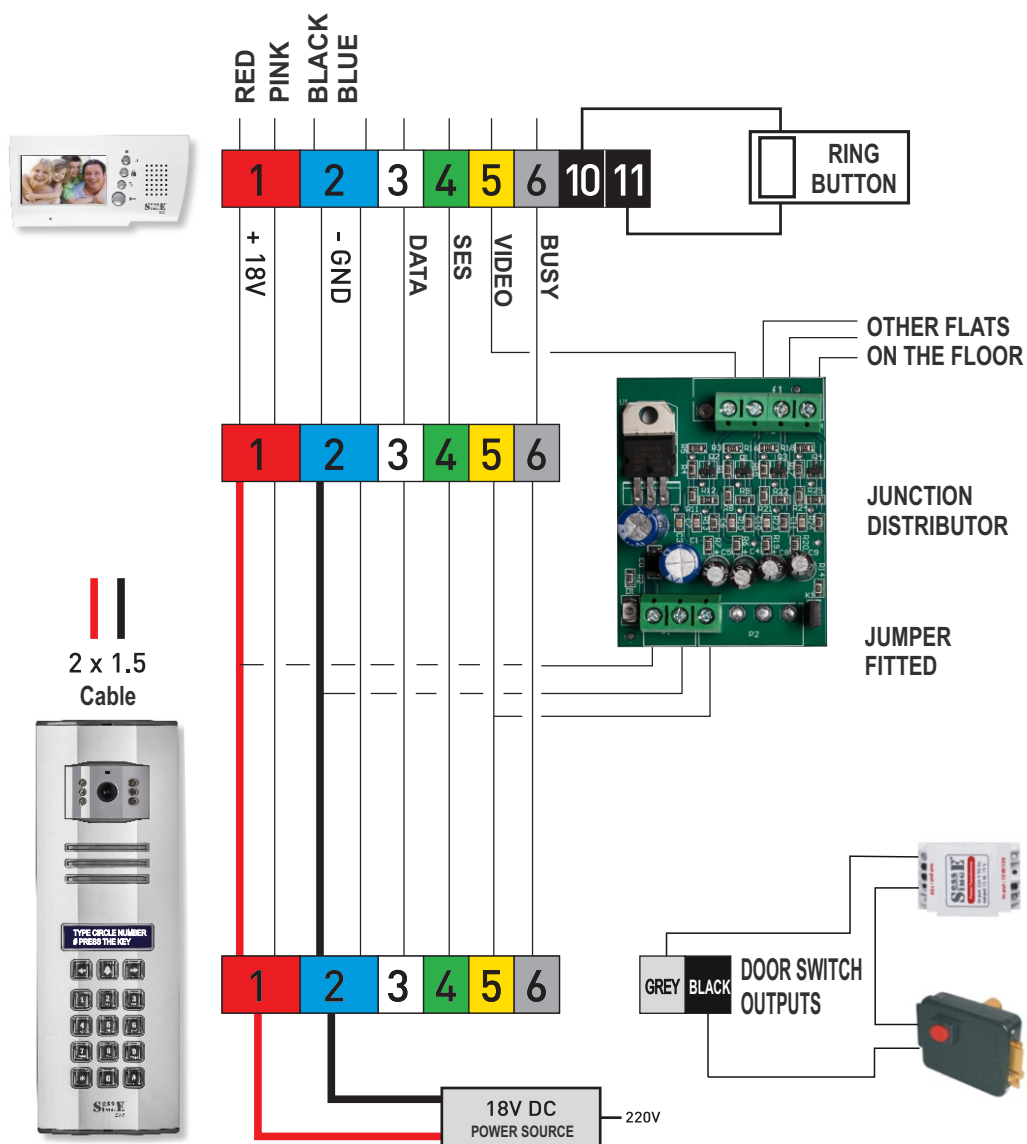 RED
PINK
BLACK
BLUE
1 2 3 4 5 6 10 11
RING
BUTTON
+ 18V
- GND
DATA
SES
VIDEO
BUSY
OTHER FLATS
ON THE FLOOR
1 2 3 4 5 6
JUNCTION
DISTRIBUTOR
P2
JUMPER
FITTED
2 x 1.5
Cable
TYPE CIRCLE NUMBER
# PRESS THE KEY
1 2 3 4 5 6
GREY
BLACK
DOOR SWITCH
OUTPUTS
18V DC
POWER SOURCE
220V